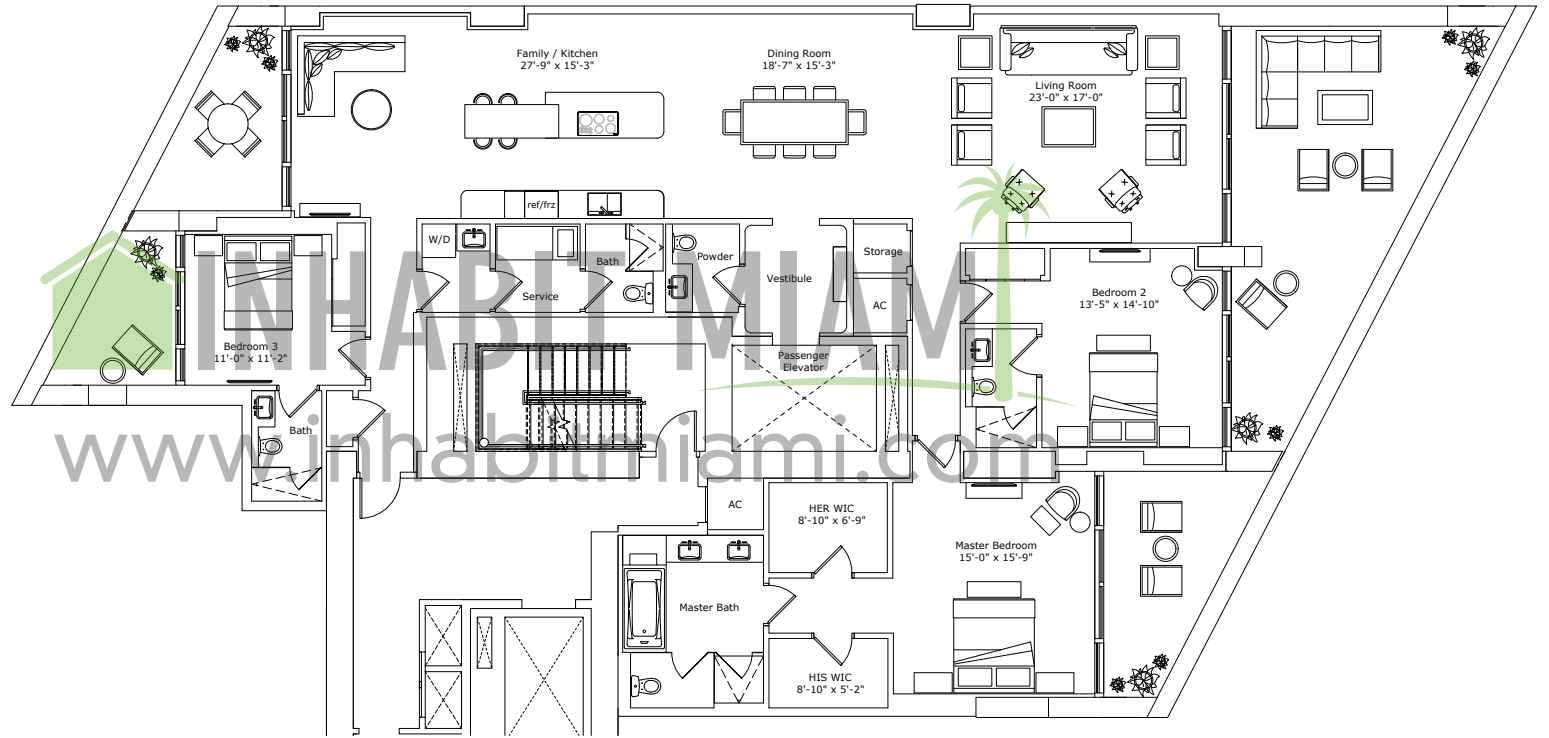 Family / Kitchen
27'-9" x 15'-3"
Dining Room
18'-7" x 15'-3"
Living Room
23'-0" x 17'-0"
ref/frz
W/D
Service
Bath
Powder
Vestibule
Storage
AC
Bedroom 2
13'-5" x 14'-10"
INHABIT MIAMI
Bedroom 3
11'-0" x 11'-2"
Passenger
Elevator
Bath
www.inhabitmiami.com
AC
HER WIC
8'-10" x 6'-9"
Master Bedroom
15'-0" x 15'-9"
Master Bath
HIS WIC
8'-10" x 5'-2"